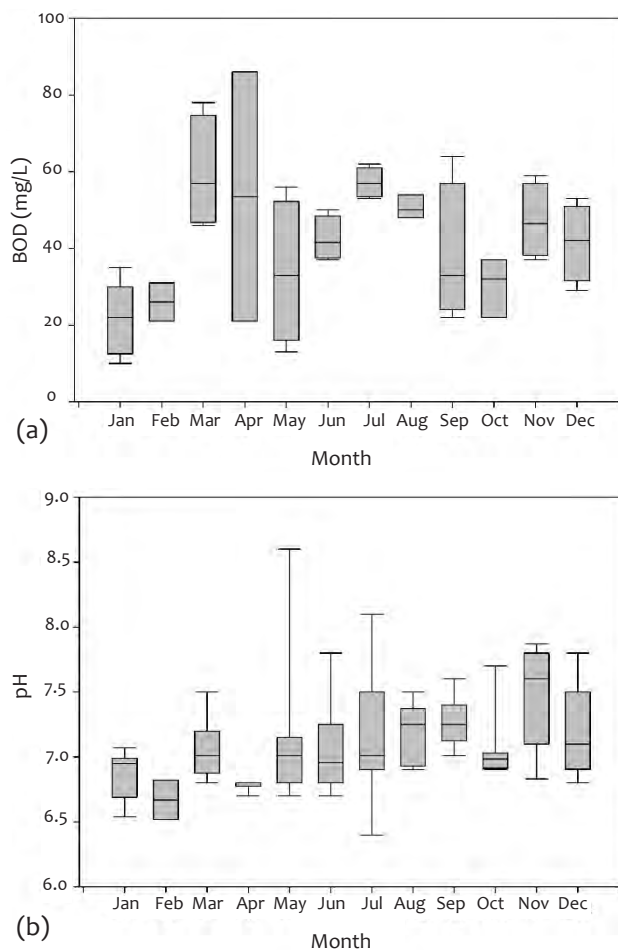 100
80
60
40
20
0
BOD (mg/L)
Jan Feb Mar Apr May Jun Jul Aug Sep Oct Nov Dec
(a)
Month
9.0
8.5
8.0
7.5
7.0
6.5
6.0
pH
Jan Feb Mar Apr May Jun Jul Aug Sep Oct Nov Dec
(b)
Month